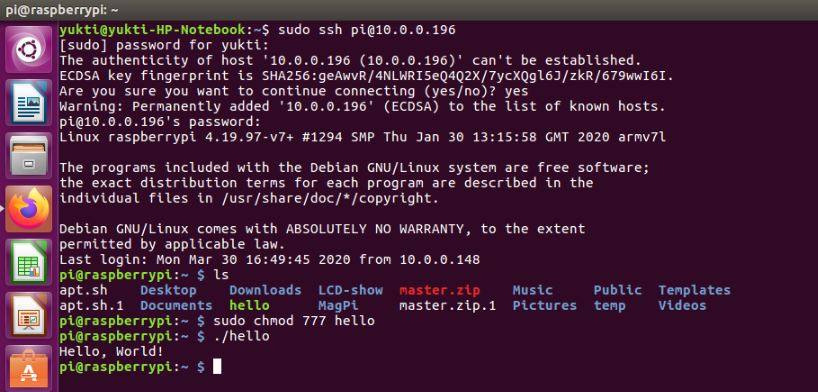 pi@raspberrypi: ~
yukti@yukti-HP-Notebook:~$ sudo ssh pi@10.0.0.196
[sudo] password for yukti:
The authenticity of host '10.0.0.196 (10.0.0.196)' can't be established.
ECDSA key fingerprint is SHA256:geAwvR/4NLWRI5eQ4Q2X/7ycXQgl6J/zkR/679wwI6I.
Are you sure you want to continue connecting (yes/no)? yes
Warning: Permanently added '10.0.0.196' (ECDSA) to the list of known hosts.
pi@10.0.0.196's password:
Linux raspberrypi 4.19.97-v7+ #1294 SMP Thu Jan 30 13:15:58 GMT 2020 armv7l
The programs included with the Debian GNU/Linux system are free software;
the exact distribution terms for each program are described in the
individual files in /usr/share/doc/*/copyright.
Debian GNU/Linux comes with ABSOLUTELY NO WARRANTY, to the extent
permitted by applicable law.
Last login: Mon Mar 30 16:49:45 2020 from 10.0.0.148
pi@raspberrypi:~ $ ls
apt.sh Desktop Downloads LCD-show master.zip Music Public Templates
apt.sh.1 Documents hello MagPi master.zip.1 Pictures temp Videos
pi@raspberrypi:~ $ sudo chmod 777 hello
pi@raspberrypi:~ $ ./hello
Hello, World!
pi@raspberrypi:~ $